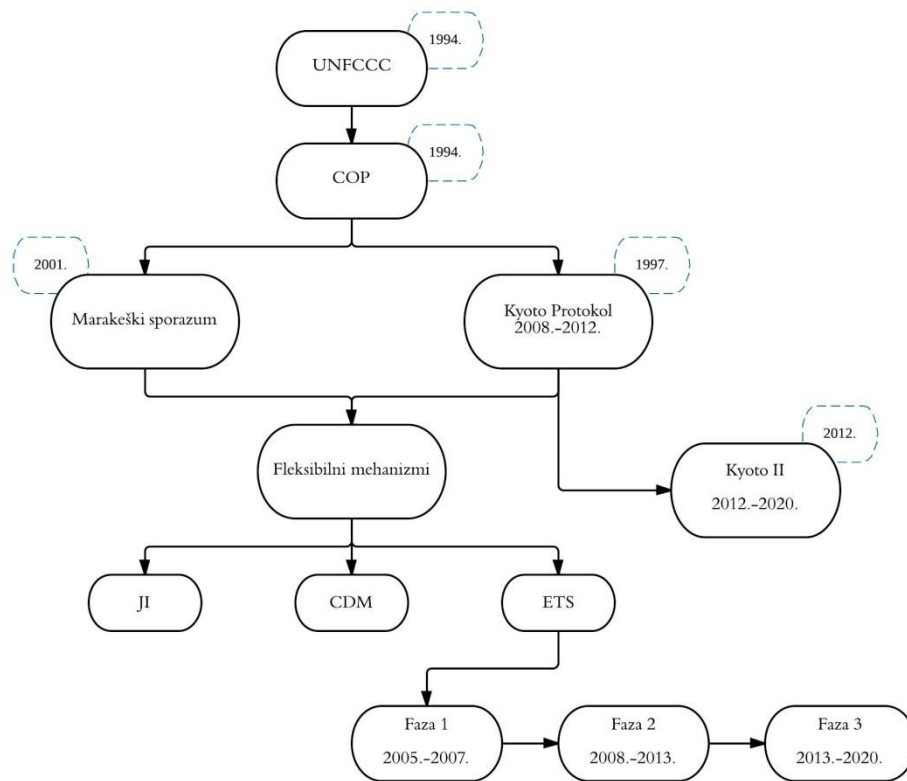 1994.
UNFCCC
1994.
COP
2001.
1997.
Marakeški sporazum
Kyoto Protokol
2008.-2012.
2012.
Fleksibilni mehanizmi
Kyoto II
2012.-2020.
JI
CDM
ETS
Faza 1
2005.-2007.
Faza 2
2008.-2013.
Faza 3
2013.-2020.